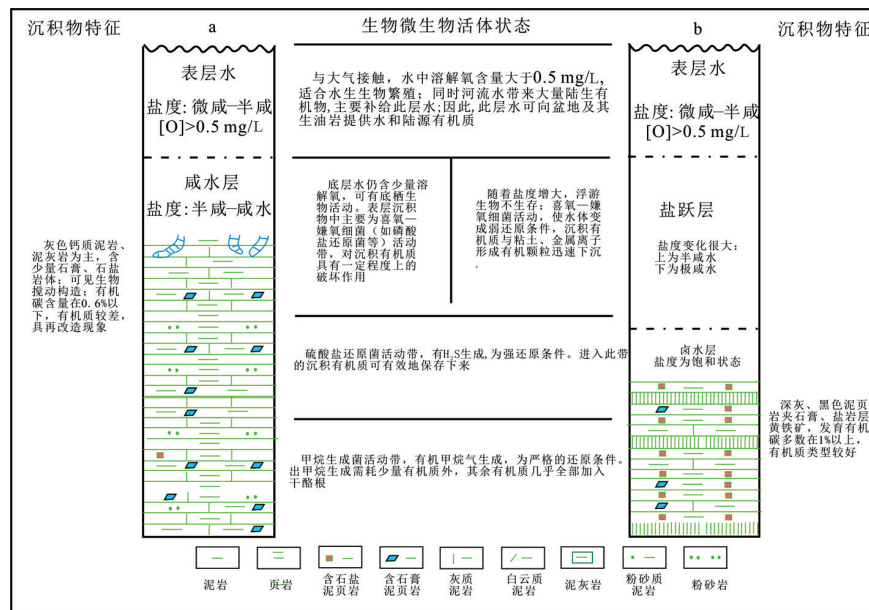 沉积物特征
a
生物微生物活体状态
b
沉积物特征
表层水
盐度: 微咸—半咸
[O]>0.5 mg/L
咸水层
盐度: 半咸—咸水
灰色钙质泥岩、
泥灰岩为主，含
少量石膏、石盐
岩体；可见生物
搅动构造；有机
碳含量在0.6%以
下，有机质较差，
具再改造现象
与大气接触，水中溶解氧含量大于0.5 mg/L,
适合水生生物繁殖；同时河流水带来大量陆生有
机物,主要补给此层水;因此,此层水可向盆地及其
生油岩提供水和陆源有机质
底层水仍含少量溶
解氧，可有底栖生
物活动。表层沉积
物中主要为喜氧—
嫌氧细菌（如磷酸
盐还原菌等）活动
带，对沉积有机质
具有一定程度上的
破坏作用
随着盐度增大，浮游
生物不生存；喜氧—嫌
氧细菌活动，使水体变
成弱还原条件，沉积有
机质与粘土、金属离子
形成有机颗粒迅速下沉
.
硫酸盐还原菌活动带，有H₂S生成,为强还原条件。进入此带
的沉积有机质可有效地保存下来
甲烷生成菌活动带，有机甲烷气生成，为严格的还原条件。
出甲烷生成需耗少量有机质外，其余有机质几乎全部加入
干酪根
表层水
盐度: 微咸—半咸
[O]>0.5 mg/L
盐跃层
盐度变化很大：
上为半咸水
下为极咸水
卤水层
盐度为饱和状态
深灰、黑色泥页
岩夹石膏、盐岩层
黄铁矿，发育有机
碳多数在1%以上，
有机质类型较好
泥岩
页岩
含石盐
泥页岩
含石膏
泥页岩
灰质
泥岩
白云质
泥岩
泥灰岩
粉砂质
泥岩
粉砂岩